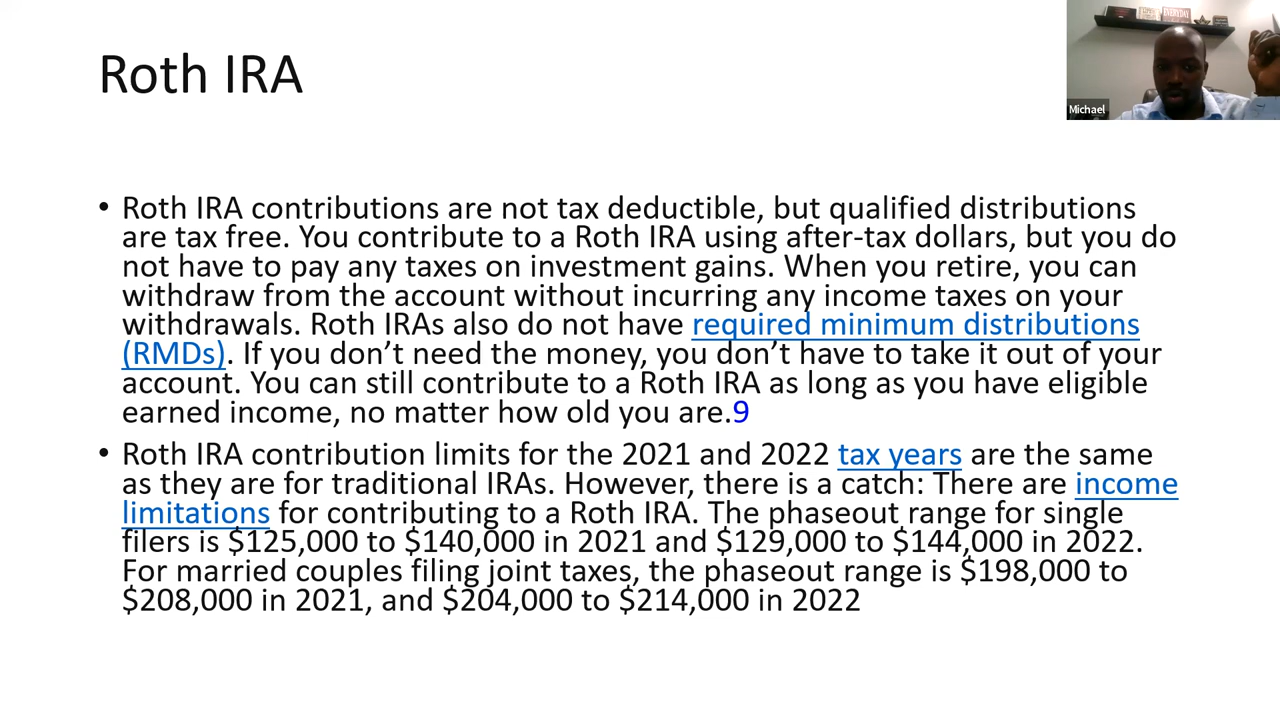 Roth IRA
EVERYDAY
Michael
• Roth IRA contributions are not tax deductible, but qualified distributions
are tax free. You contribute to a Roth IRA using after-tax dollars, but you do
not have to pay any taxes on investment gains. When you retire, you can
withdraw from the account without incurring any income taxes on your
withdrawals. Roth IRAs also do not have required minimum distributions
(RMDs). If you don’t need the money, you don’t have to take it out of your
account. You can still contribute to a Roth IRA as long as you have eligible
earned income, no matter how old you are.9
• Roth IRA contribution limits for the 2021 and 2022 tax years are the same
as they are for traditional IRAs. However, there is a catch: There are income
limitations for contributing to a Roth IRA. The phaseout range for single
filers is $125,000 to $140,000 in 2021 and $129,000 to $144,000 in 2022.
For married couples filing joint taxes, the phaseout range is $198,000 to
$208,000 in 2021, and $204,000 to $214,000 in 2022